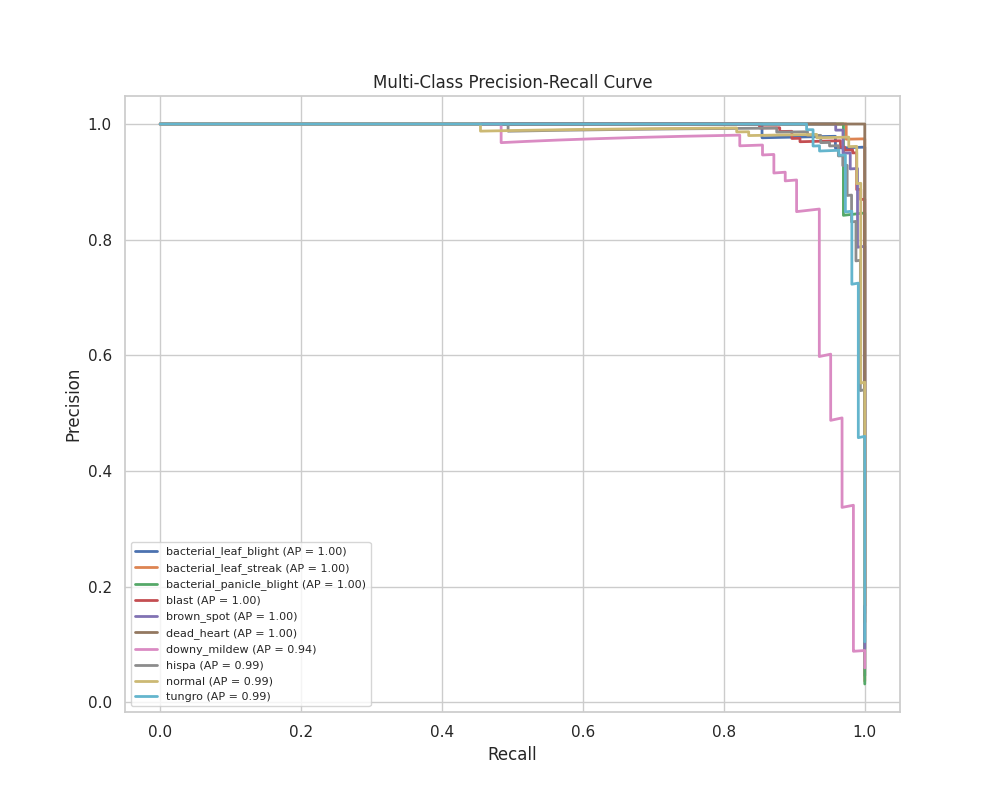 Multi-Class Precision-Recall Curve
Precision
1.0
0.8
0.6
0.4
0.2
0.0
bacterial_leaf_blight (AP = 1.00)
bacterial_leaf_streak (AP = 1.00)
bacterial_panicle_blight (AP = 1.00)
blast (AP = 1.00)
brown_spot (AP = 1.00)
dead_heart (AP = 1.00)
downy_mildew (AP = 0.94)
hispa (AP = 0.99)
normal (AP = 0.99)
tungro (AP = 0.99)
0.0 0.2 0.4 0.6 0.8 1.0
Recall